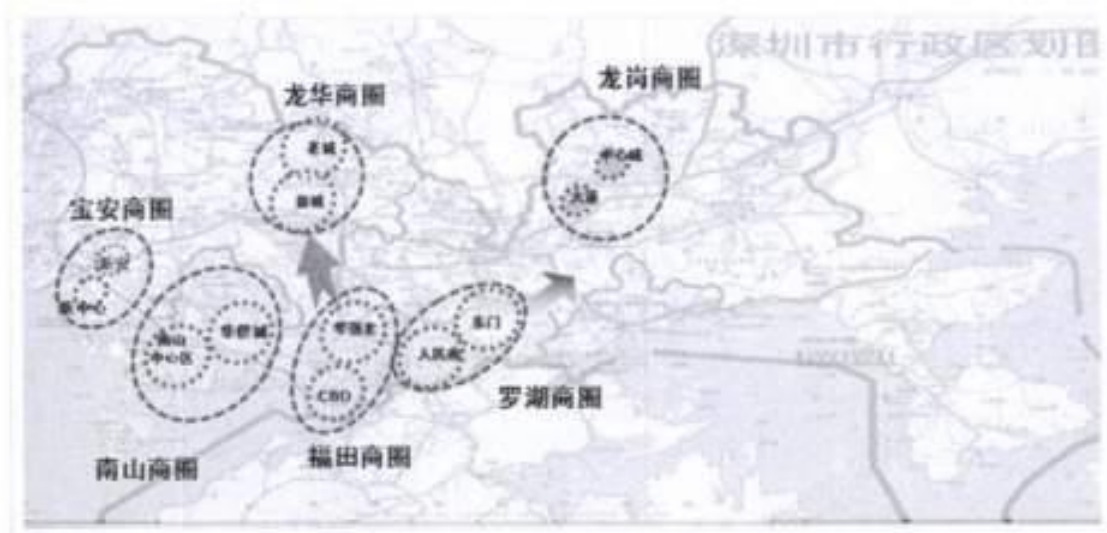 深圳市行政区划图
龙岗商圈
龙华商圈
中心城
老城
大运
新城
宝安商圈
新中心
东门
华强北
华侨城
南山
中心区
人民南
CBD
罗湖商圈
福田商圈
南山商圈